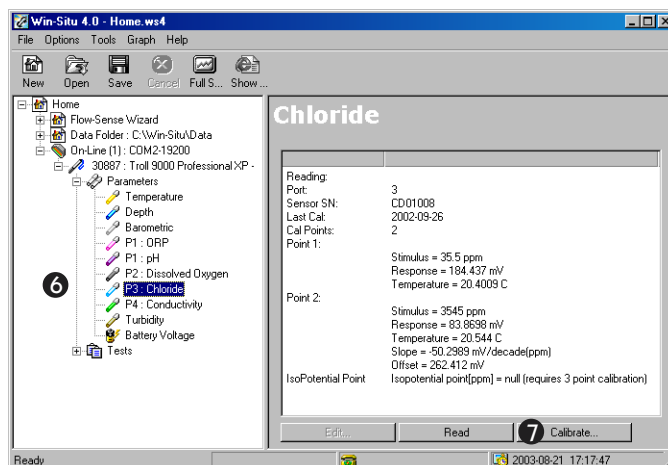 Win-Situ 4.0 - Home.ws4
File Options Tools Graph Help
New Open Save Cancel Full S... Show ...
Home
Flow-Sense Wizard
Data Folder : C:\Win-Situ\Data
On-Line (1) : COM2-19200
30887 : Troll 9000 Professional XP -
Parameters
Temperature
Depth
Barometric
P1 : ORP
P1 : pH
P2 : Dissolved Oxygen
6
P3 : Chloride
P4 : Conductivity
Turbidity
Battery Voltage
Tests
Chloride
Reading:
Port: 3
Sensor SN: CD01008
Last Cal: 2002-09-26
Cal Points: 2
Point 1:
Stimulus = 35.5 ppm
Response = 184.437 mV
Temperature = 20.4009 C
Point 2:
Stimulus = 3545 ppm
Response = 83.8698 mV
Temperature = 20.544 C
Slope = -50.2989 mV/decade(ppm)
Offset = 262.412 mV
IsoPotential Point Isopotential point[ppm] = null (requires 3 point calibration)
Edit... Read 7 Calibrate...
Ready 2003-08-21 17:17:47